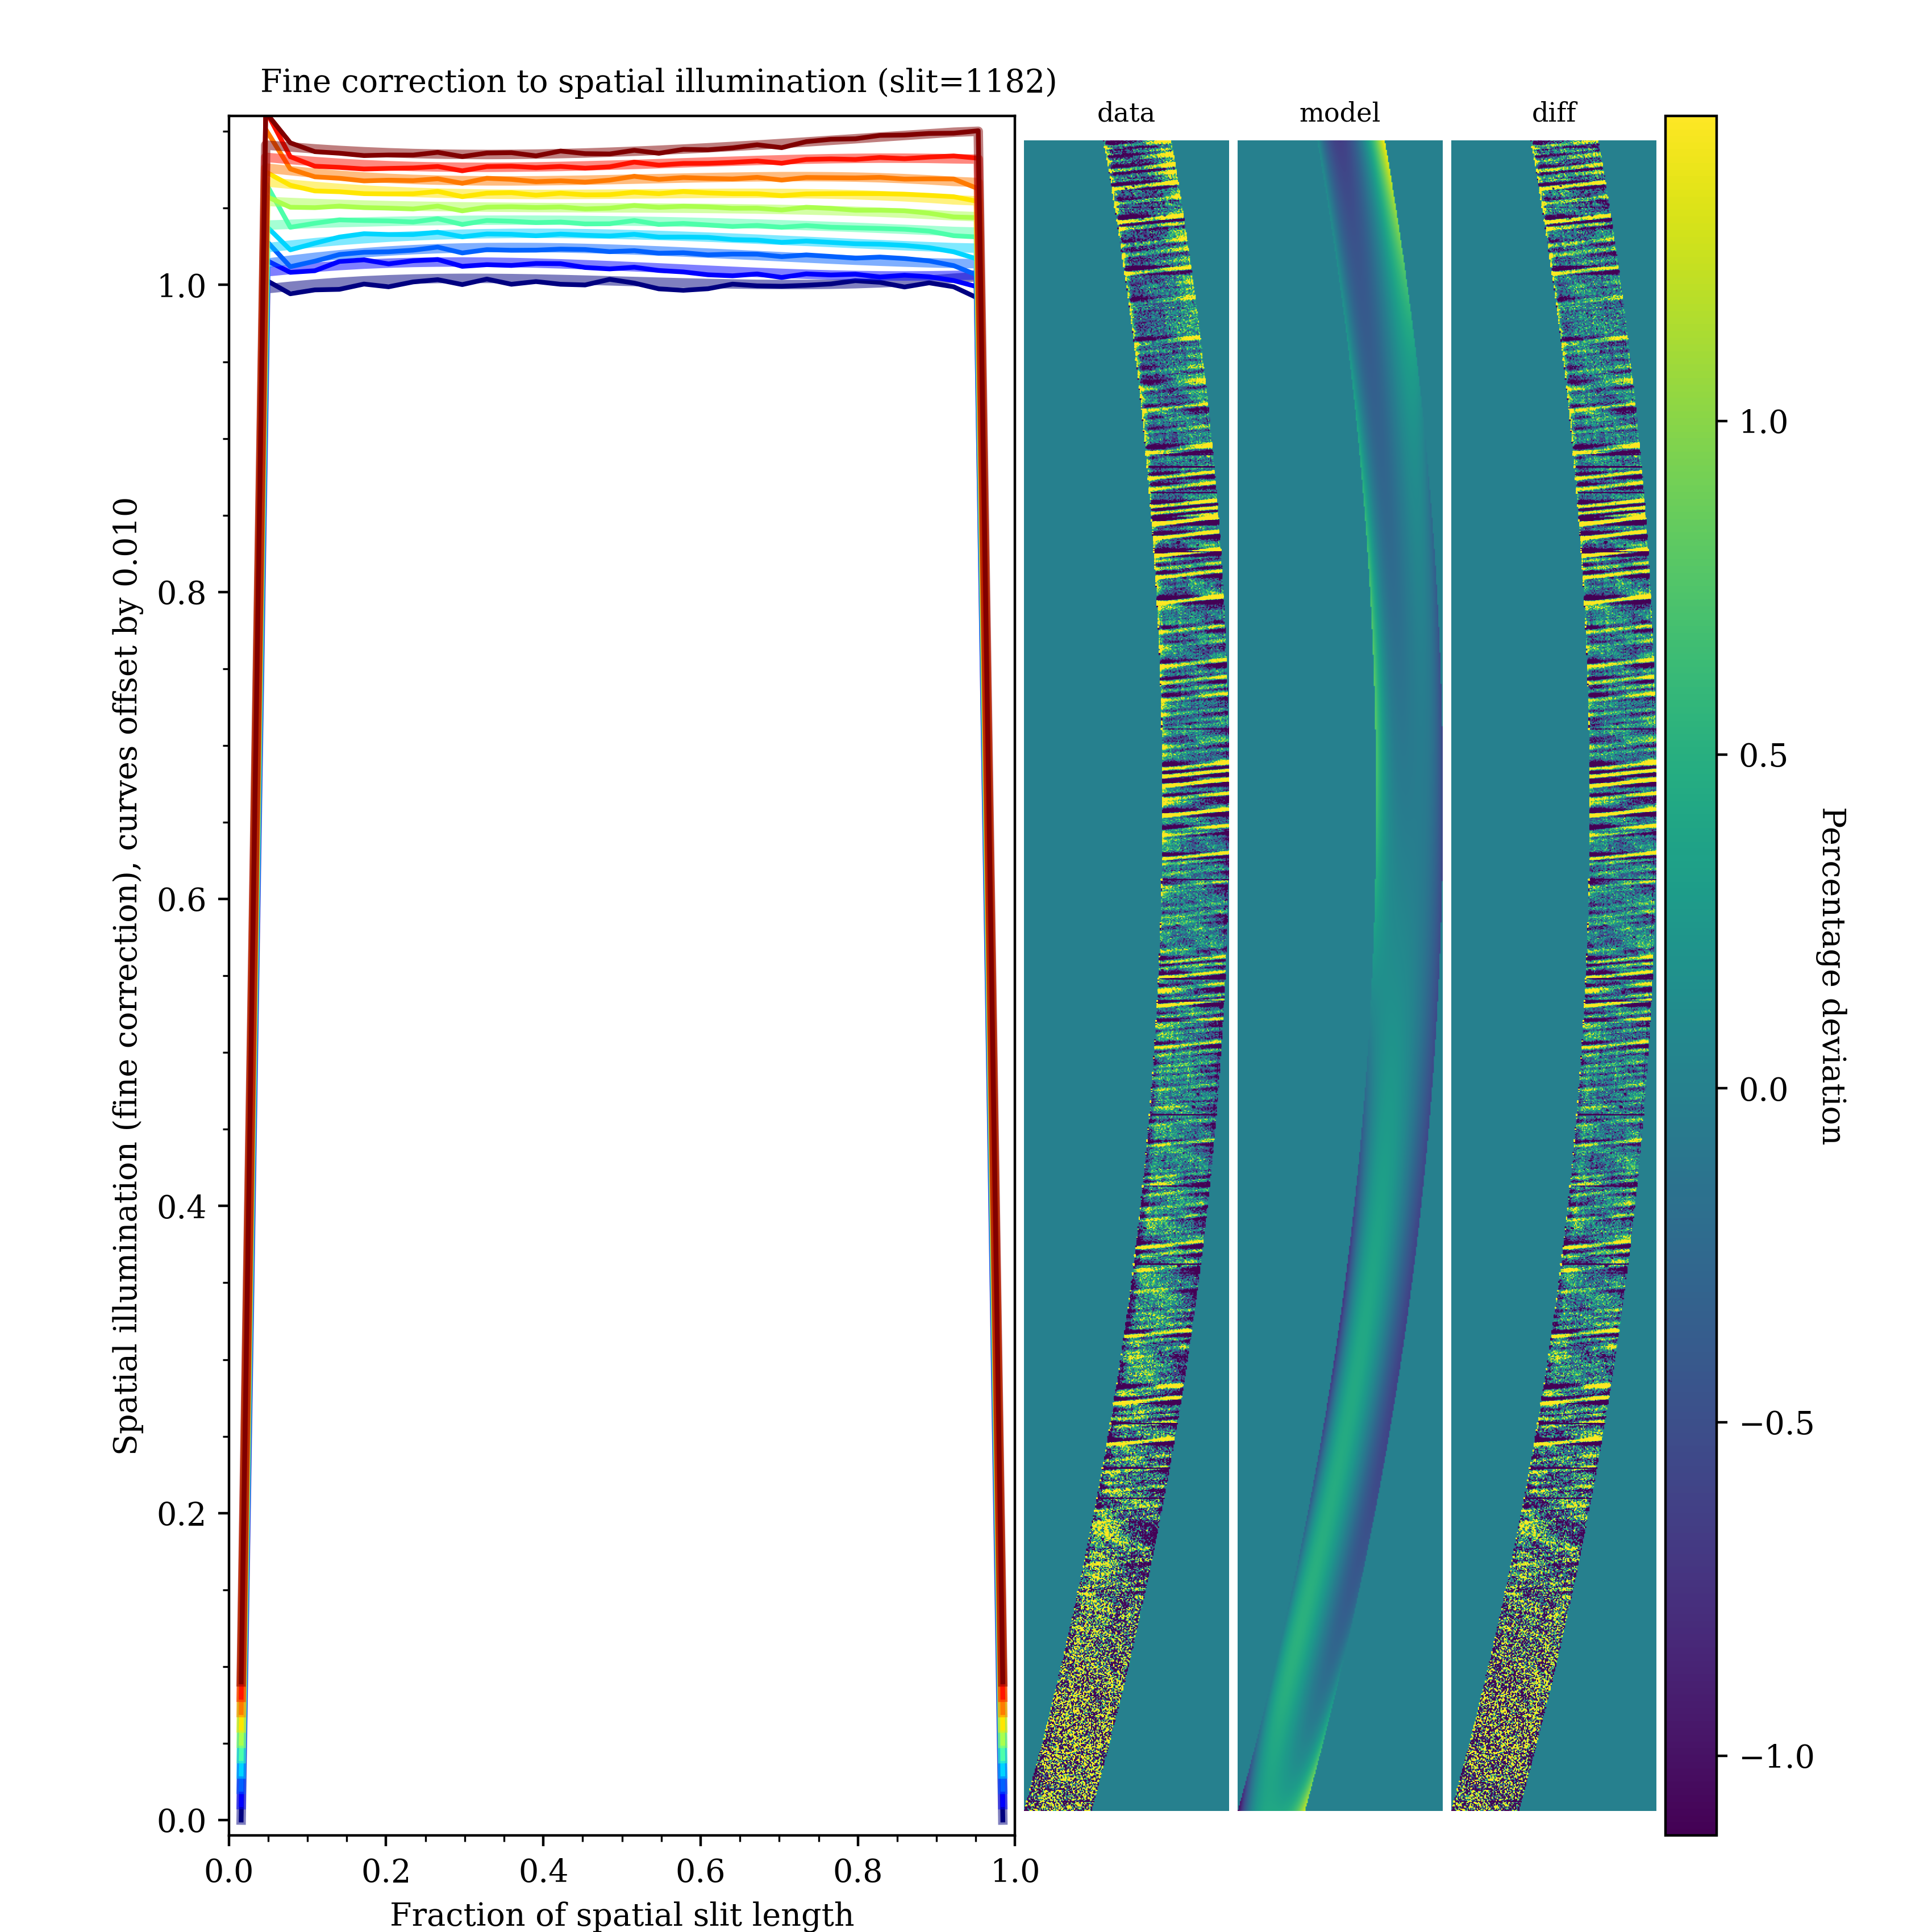 Fine correction to spatial illumination (slit=1182)
data
model
diff
Spatial illumination (fine correction), curves offset by 0.010
1.0
0.8
0.6
0.4
0.2
0.0
0.0 0.2 0.4 0.6 0.8 1.0
Fraction of spatial slit length
1.0
0.5
0.0
−0.5
−1.0
Percentage deviation